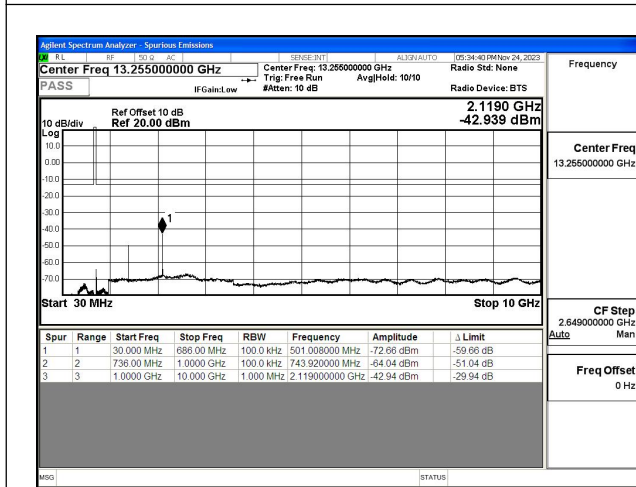 Agilent Spectrum Analyzer - Spurious Emissions
RL RF 50 Ω AC SENSE:INT ALIGN AUTO 05:34:40 PM Nov 24, 2023
Center Freq 13.255000000 GHz
PASS
IFGain:Low
Center Freq: 13.255000000 GHz
Trig: Free Run Avg|Hold: 10/10
#Atten: 10 dB
Radio Std: None
Radio Device: BTS
Frequency
Ref Offset 10 dB
10 dB/div Ref 20.00 dBm
2.1190 GHz
-42.939 dBm
Log
10.0
0.00
-10.0
-20.0
-30.0
-40.0
-50.0
-60.0
-70.0
1
Start 30 MHz Stop 10 GHz
Center Freq
13.255000000 GHz
CF Step
2.649000000 GHz
Auto Man
Freq Offset
0 Hz
Spur Range Start Freq Stop Freq RBW Frequency Amplitude Δ Limit
1 1 30.000 MHz 686.00 MHz 100.0 kHz 501.008000 MHz -72.66 dBm -59.66 dB
2 2 736.00 MHz 1.0000 GHz 100.0 kHz 743.920000 MHz -64.04 dBm -51.04 dB
3 3 1.0000 GHz 10.000 GHz 1.000 MHz 2.119000000 GHz -42.94 dBm -29.94 dB
MSG STATUS